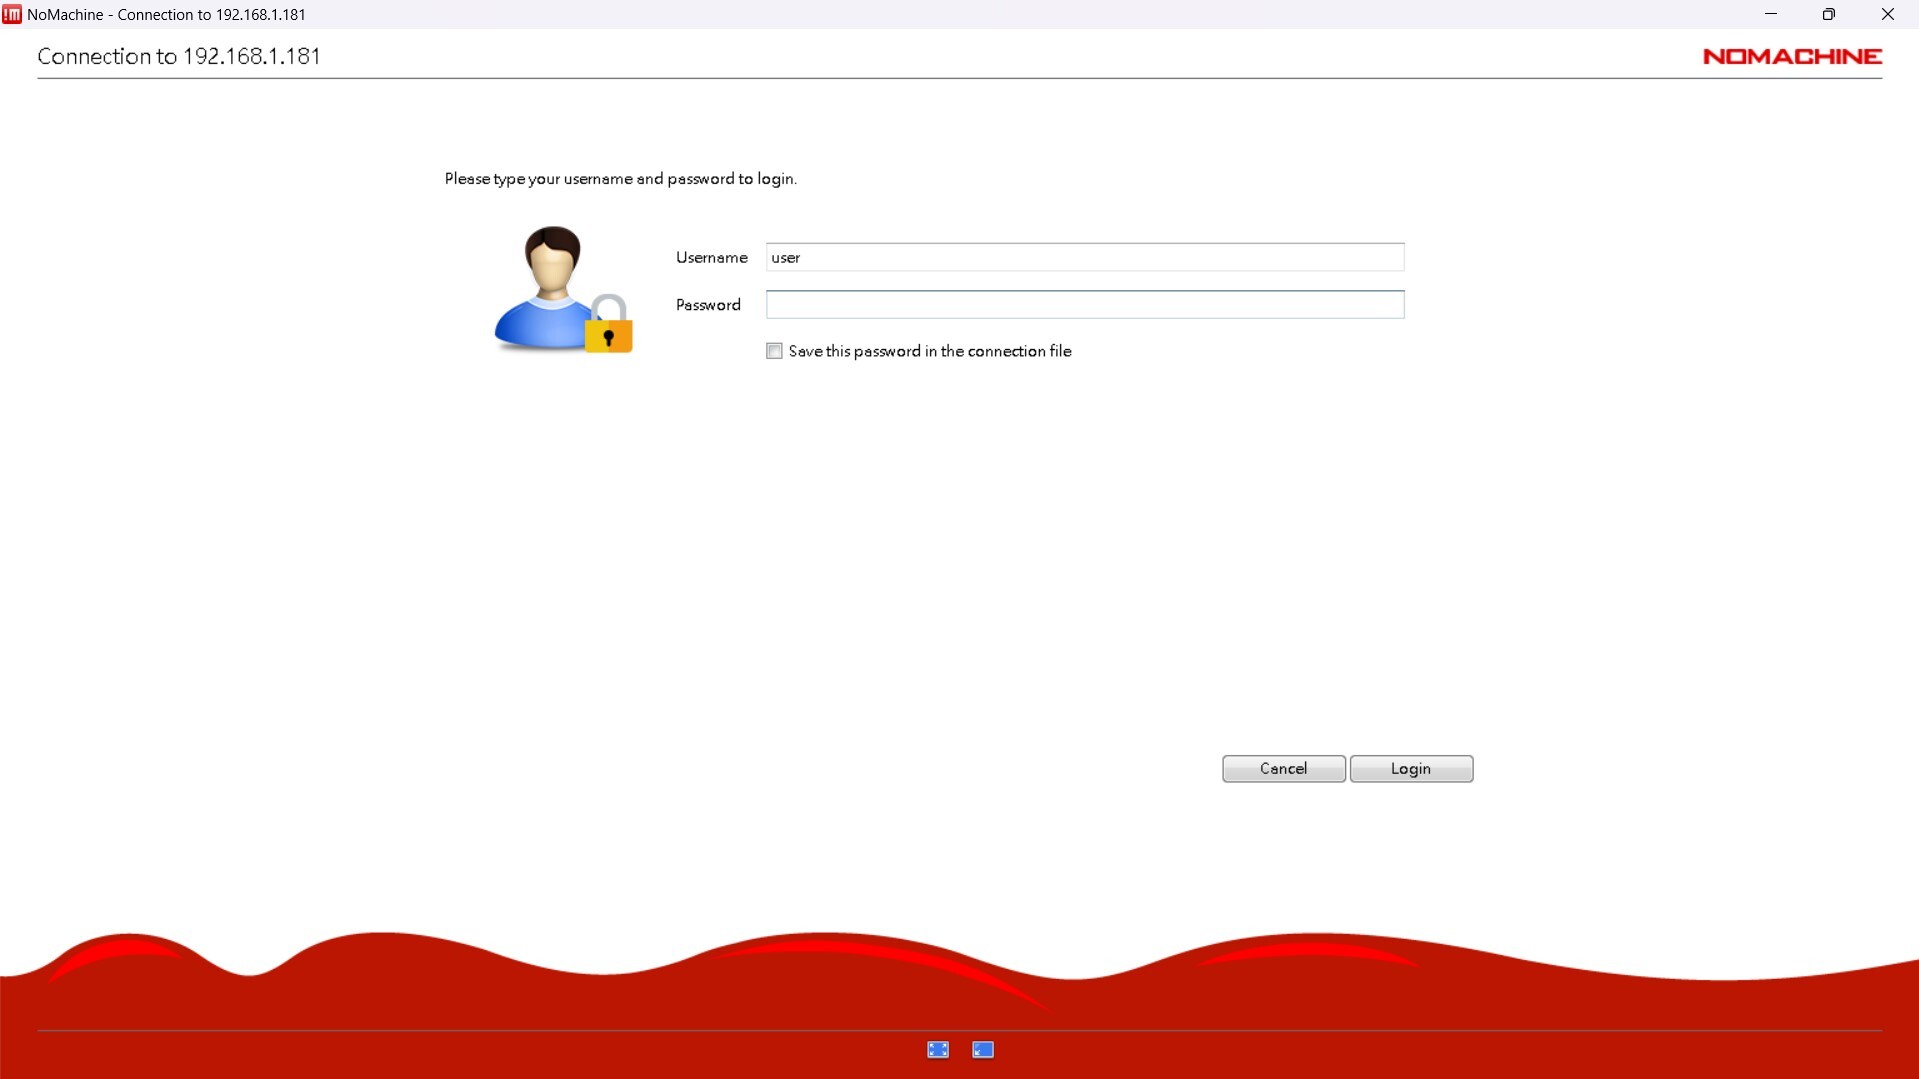 NoMachine - Connection to 192.168.1.181
Connection to 192.168.1.181
NOMACHINE
Please type your username and password to login.
Username user
Password
Save this password in the connection file
Cancel Login